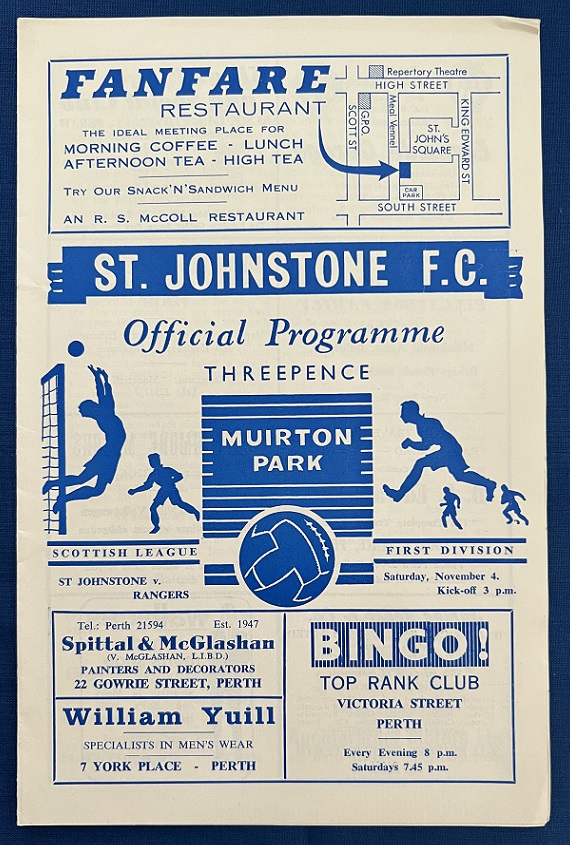 FANFARE
RESTAURANT
THE IDEAL MEETING PLACE FOR
MORNING COFFEE - LUNCH
AFTERNOON TEA - HIGH TEA
TRY OUR SNACK'N'SANDWICH MENU
AN R. S. McCOLL RESTAURANT
Repertory Theatre
HIGH STREET
SCOTT ST
G.P.O.
Meal Vennel
ST. JOHN'S SQUARE
KING EDWARD ST
CAR PARK
SOUTH STREET
ST. JOHNSTONE F.C.
Official Programme
THREEPENCE
MUIRTON
PARK
SCOTTISH LEAGUE
FIRST DIVISION
ST JOHNSTONE v.
RANGERS
Saturday, November 4.
Kick-off 3 p.m.
Tel.: Perth 21594 Est. 1947
Spittal & McGlashan
(V. McGLASHAN, L.I.B.D.)
PAINTERS AND DECORATORS
22 GOWRIE STREET, PERTH
William Yuill
SPECIALISTS IN MEN'S WEAR
7 YORK PLACE - PERTH
BINGO!
TOP RANK CLUB
VICTORIA STREET
PERTH
Every Evening 8 p.m.
Saturdays 7.45 p.m.